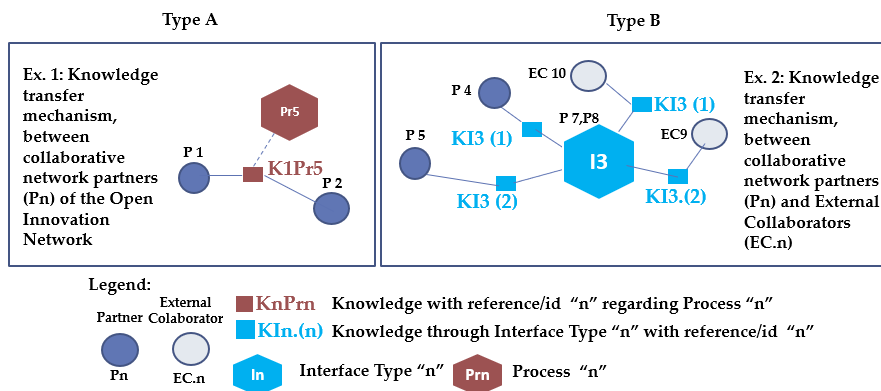 Type A
Type B
Ex. 1: Knowledge
transfer
mechanism,
between
collaborative
network partners
(Pn) of the Open
Innovation
Network
Pr5
P 1
K1Pr5
P 2
EC 10
P 4
KI3 (1)
P 7,P8
KI3 (1)
EC9
P 5
I3
KI3 (2)
KI3.(2)
Ex. 2: Knowledge
transfer
mechanism,
between
collaborative
network partners
(Pn) and External
Collaborators
(EC.n)
Legend:
Partner
External
Colaborator
Pn
EC.n
KnPrn Knowledge with reference/id “n” regarding Process “n”
KIn.(n) Knowledge through Interface Type “n” with reference/id “n”
In Interface Type “n” Prn Process “n”